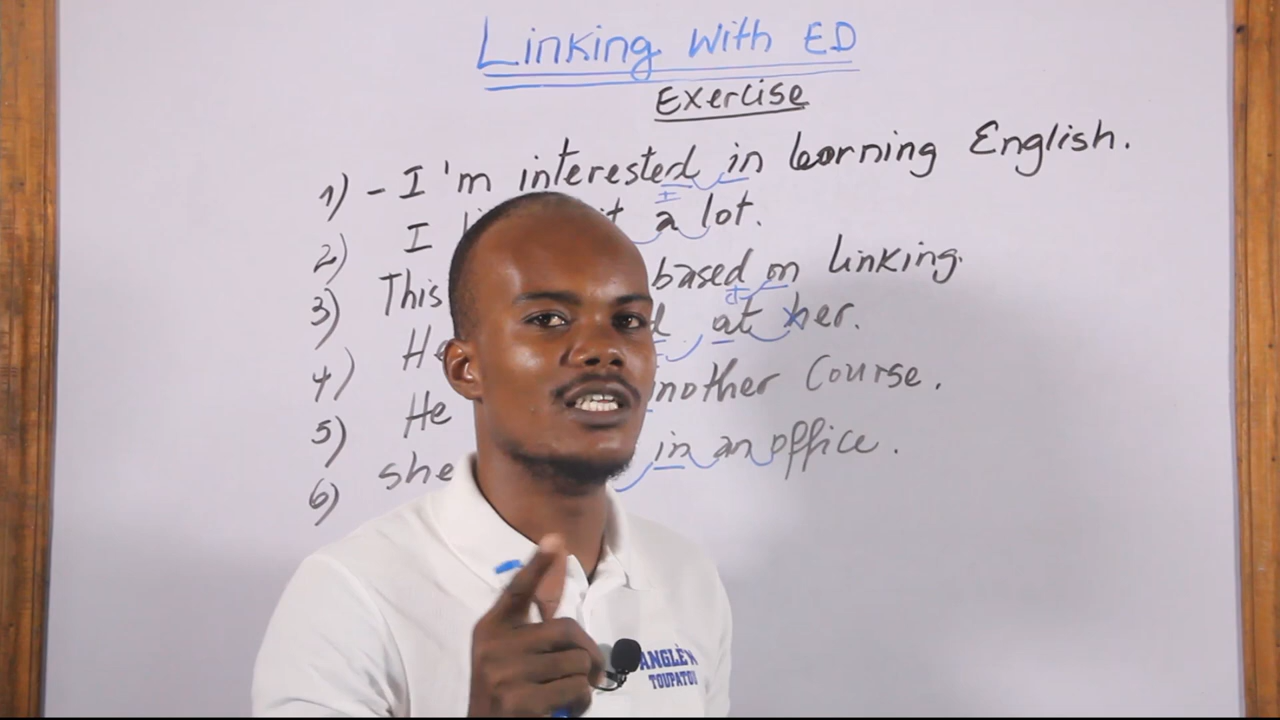 Linking with ED
Exercise
1) - I'm interested in learning English.
2) I a lot.
3) This based on linking.
4) He at her.
5) He another course.
6) she in an office.
ANGLÈ
TOUPATOU